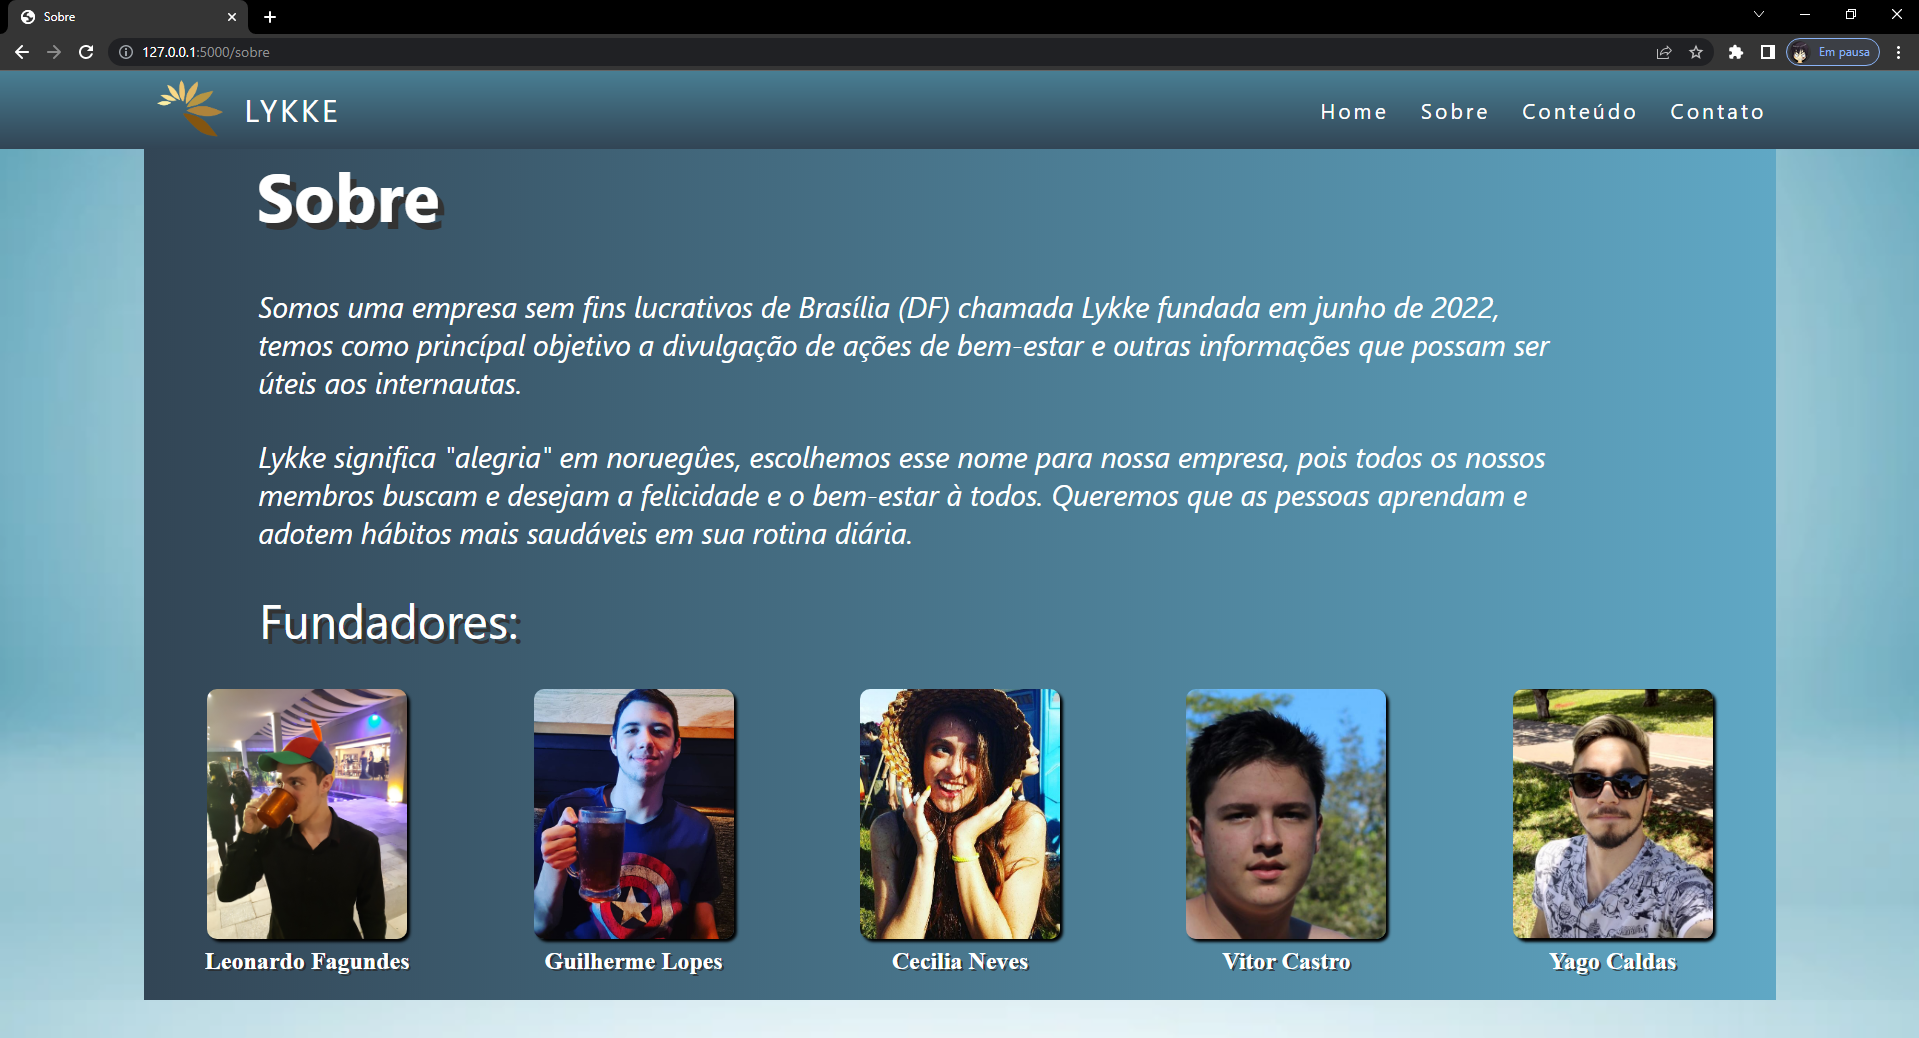 Sobre
127.0.0.1:5000/sobre
Em pausa
LYKKE
Home Sobre Conteúdo Contato
Sobre
Somos uma empresa sem fins lucrativos de Brasília (DF) chamada Lykke fundada em junho de 2022,
temos como princípal objetivo a divulgação de ações de bem-estar e outras informações que possam ser
úteis aos internautas.
Lykke significa "alegria" em noruegûes, escolhemos esse nome para nossa empresa, pois todos os nossos
membros buscam e desejam a felicidade e o bem-estar à todos. Queremos que as pessoas aprendam e
adotem hábitos mais saudáveis em sua rotina diária.
Fundadores:
Leonardo Fagundes
Guilherme Lopes
Cecilia Neves
Vitor Castro
Yago Caldas